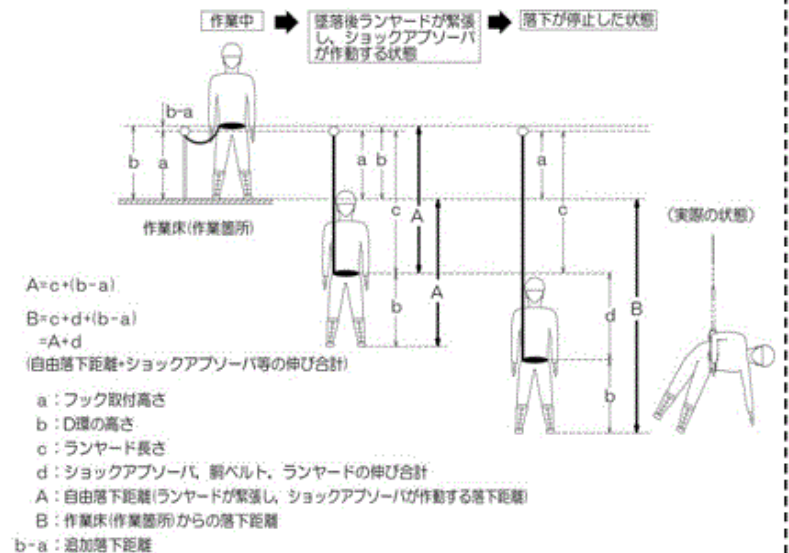 作業中
墜落後ランヤードが緊張
し、ショックアブソーバ
が作動する状態
落下が停止した状態
b-a
b
a
a
b
c
A
A
b
a
c
d
B
b
作業床(作業箇所)
(実際の状態)
A=c+(b-a)
B=c+d+(b-a)
=A+d
(自由落下距離+ショックアブソーバ等の伸び合計)
a:フック取付高さ
b:D環の高さ
c:ランヤード長さ
d:ショックアブソーバ, 胴ベルト, ランヤードの伸び合計
A:自由落下距離(ランヤードが緊張し, ショックアブソーバが作動する落下距離)
B:作業床(作業箇所)からの落下距離
b-a:追加落下距離